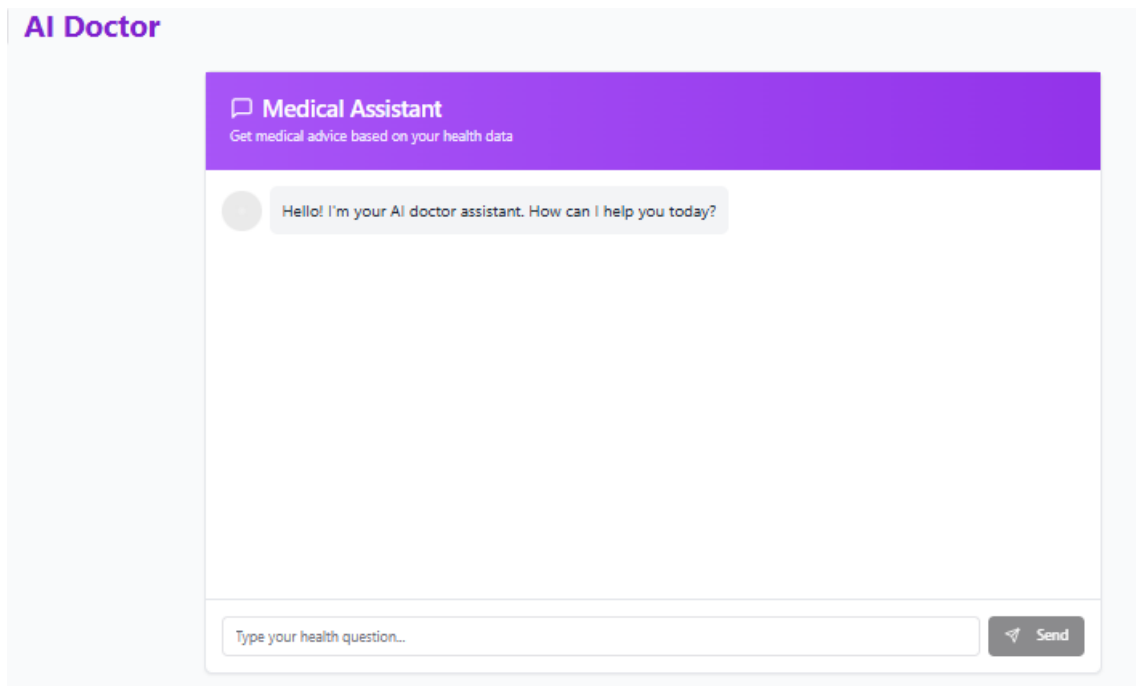 AI Doctor
Medical Assistant
Get medical advice based on your health data
Hello! I'm your AI doctor assistant. How can I help you today?
Type your health question...
Send